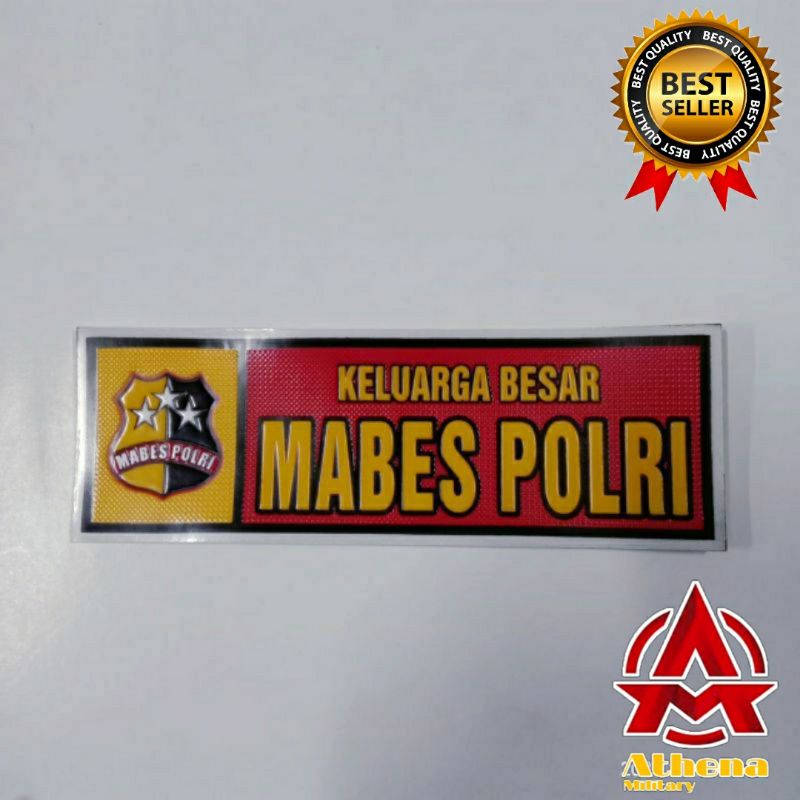 BEST QUALITY BEST QUALITY
BEST
SELLER
BEST QUALITY BEST QUALITY
KELUARGA BESAR
MABES POLRI
MABES POLRI
Athena
Military